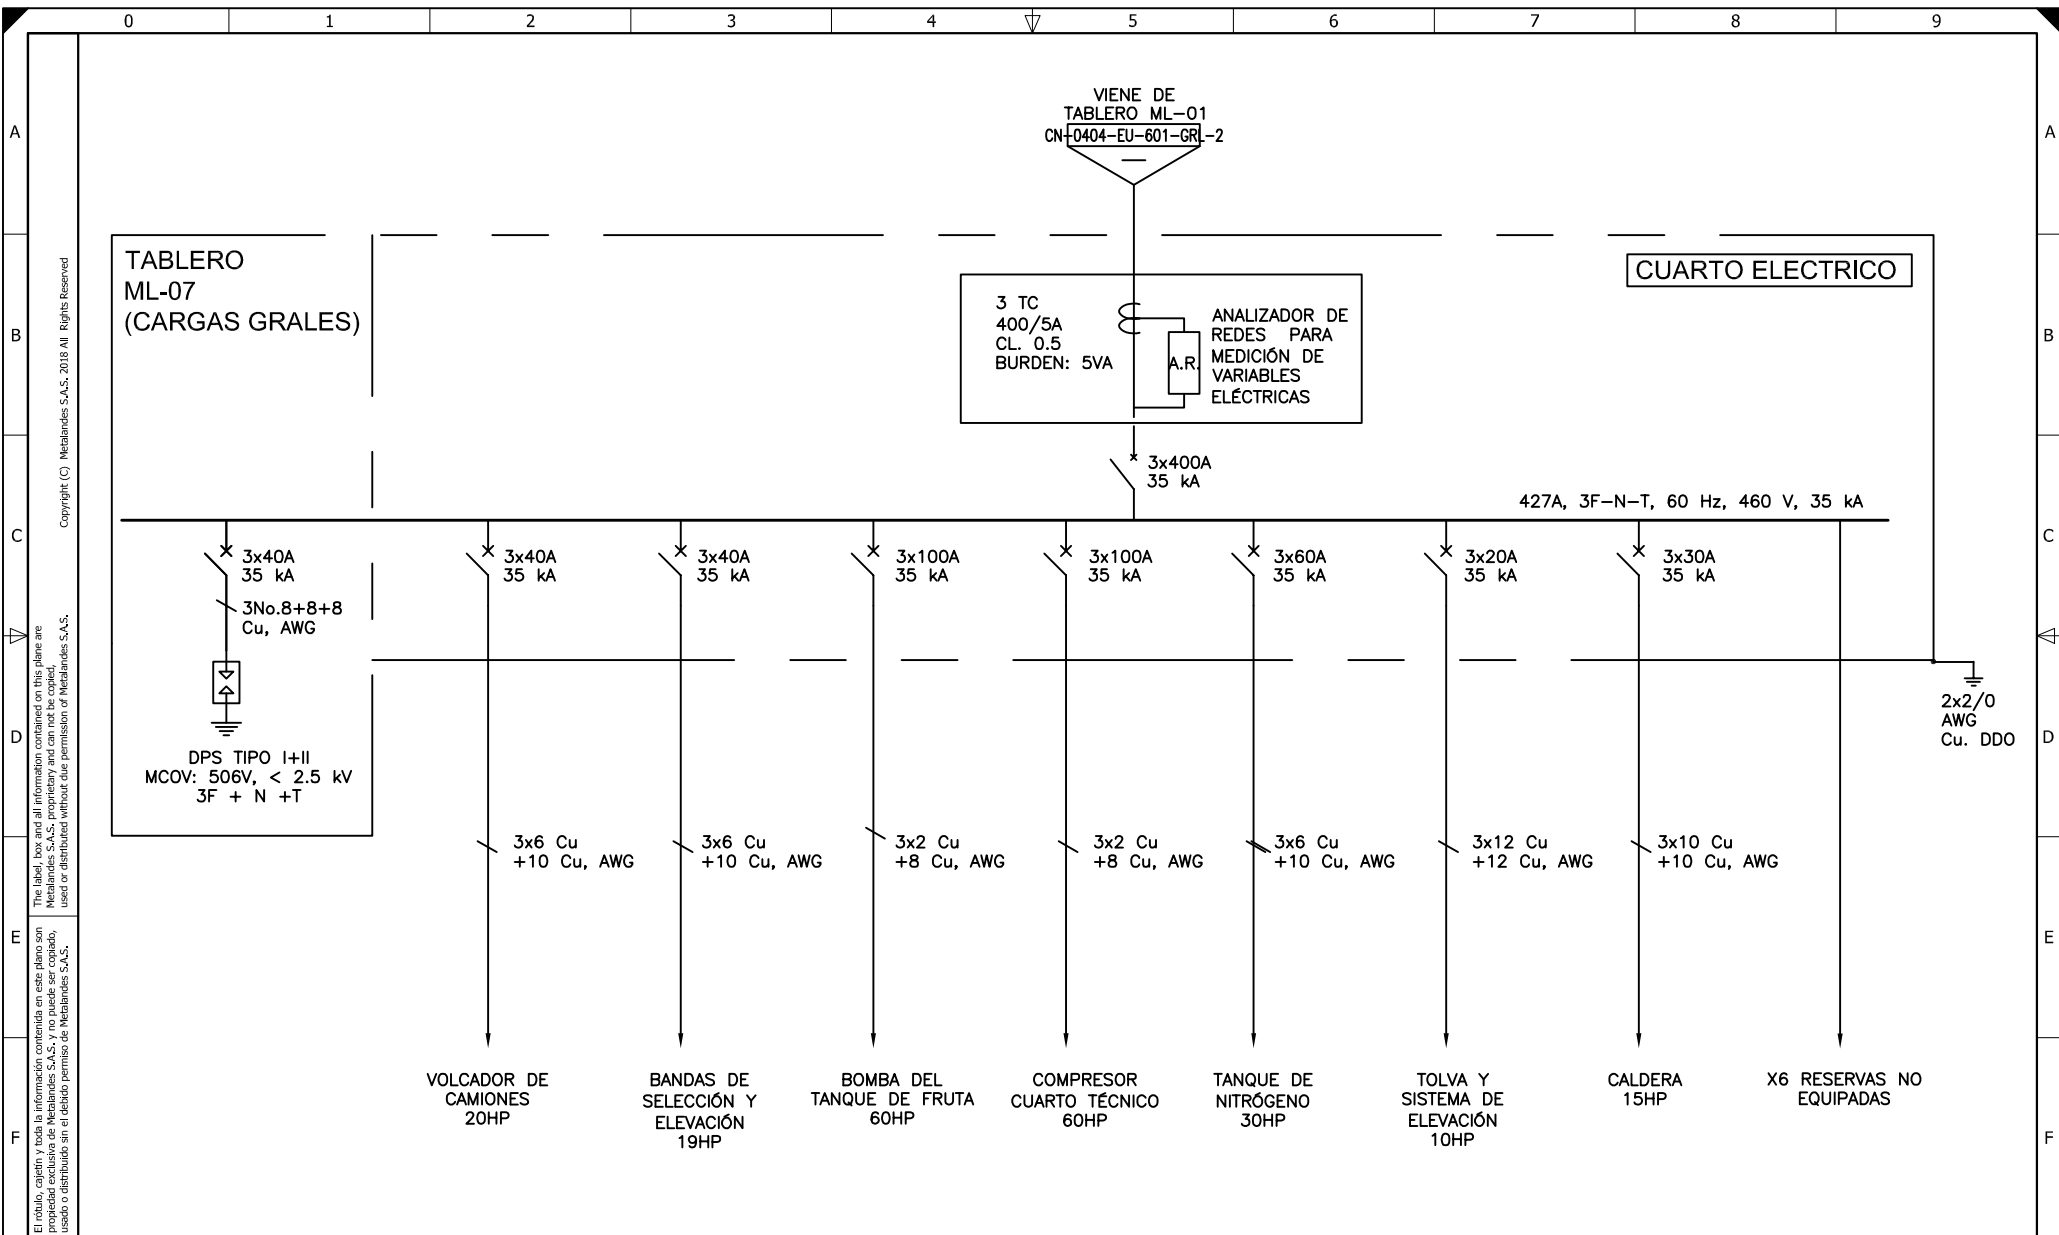 0 1 2 3 4 5 6 7 8 9
A
B
C
D
E
F
A
B
C
D
E
F
Copyright (C) Metalandes S.A.S. 2018 All Rights Reserved
The label, box and all information contained on this plane are
Metalandes S.A.S. proprietary and can not be copied,
used or distributed without due permission of Metalandes S.A.S.
El rótulo, cajetín y toda la información contenida en este plano son
propiedad exclusiva de Metalandes S.A.S. y no puede ser copiado,
usado o distribuido sin el debido permiso de Metalandes S.A.S.
VIENE DE
TABLERO ML-01
CN-0404-EU-601-GRL-2
TABLERO
ML-07
(CARGAS GRALES)
CUARTO ELECTRICO
3 TC
400/5A
CL. 0.5
BURDEN: 5VA
A.R.
ANALIZADOR DE
REDES PARA
MEDICIÓN DE
VARIABLES
ELÉCTRICAS
3x400A
35 kA
427A, 3F-N-T, 60 Hz, 460 V, 35 kA
3x40A
35 kA
3No.8+8+8
Cu, AWG
DPS TIPO I+II
MCOV: 506V, < 2.5 kV
3F + N +T
3x40A
35 kA
3x40A
35 kA
3x100A
35 kA
3x100A
35 kA
3x60A
35 kA
3x20A
35 kA
3x30A
35 kA
2x2/0
AWG
Cu. DDO
3x6 Cu
+10 Cu, AWG
3x6 Cu
+10 Cu, AWG
3x2 Cu
+8 Cu, AWG
3x2 Cu
+8 Cu, AWG
3x6 Cu
+10 Cu, AWG
3x12 Cu
+12 Cu, AWG
3x10 Cu
+10 Cu, AWG
VOLCADOR DE
CAMIONES
20HP
BANDAS DE
SELECCIÓN Y
ELEVACIÓN
19HP
BOMBA DEL
TANQUE DE FRUTA
60HP
COMPRESOR
CUARTO TÉCNICO
60HP
TANQUE DE
NITRÓGENO
30HP
TOLVA Y
SISTEMA DE
ELEVACIÓN
10HP
CALDERA
15HP
X6 RESERVAS NO
EQUIPADAS